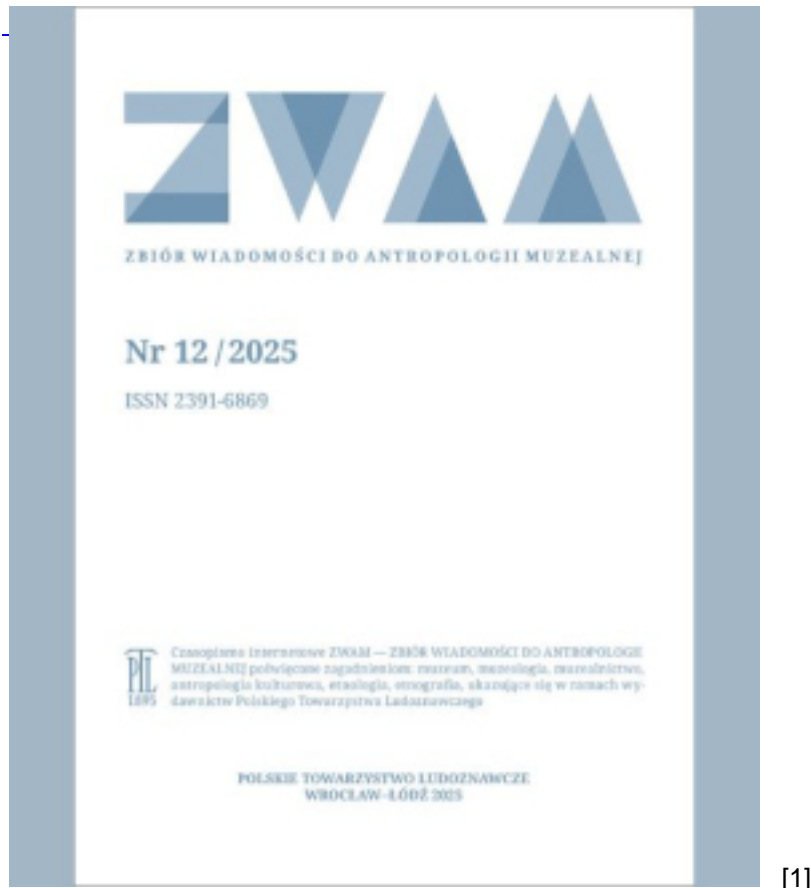 ZWAM
ZBIÓR WIADOMOŚCI DO ANTROPOLOGII MUZEALNEJ
Nr 12 / 2025
ISSN 2391-6869
PTL
1895
Czasopismo internetowe ZWAM — ZBIÓR WIADOMOŚCI DO ANTROPOLOGII
MUZEALNEJ poświęcone zagadnieniom: muzeum, muzeologia, muzealnictwo,
antropologia kulturowa, etnologia, etnografia, ukazujące się w ramach wy-
dawnictw Polskiego Towarzystwa Ludoznawczego
POLSKIE TOWARZYSTWO LUDOZNAWCZE
WROCŁAW–ŁÓDŹ 2025
[1]